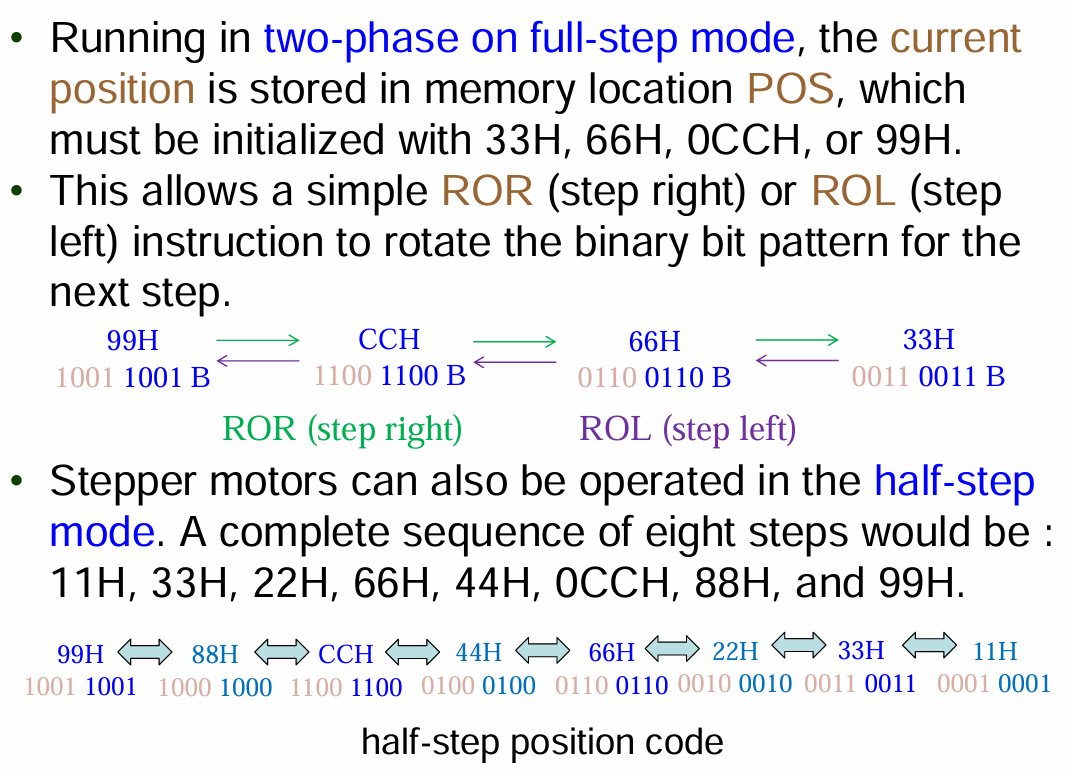 • Running in two-phase on full-step mode, the current
position is stored in memory location POS, which
must be initialized with 33H, 66H, 0CCH, or 99H.
• This allows a simple ROR (step right) or ROL (step
left) instruction to rotate the binary bit pattern for the
next step.
99H CCH 66H 33H
1001 1001 B 1100 1100 B 0110 0110 B 0011 0011 B
ROR (step right) ROL (step left)
• Stepper motors can also be operated in the half-step
mode. A complete sequence of eight steps would be :
11H, 33H, 22H, 66H, 44H, 0CCH, 88H, and 99H.
99H 88H CCH 44H 66H 22H 33H 11H
1001 1001 1000 1000 1100 1100 0100 0100 0110 0110 0010 0010 0011 0011 0001 0001
half-step position code